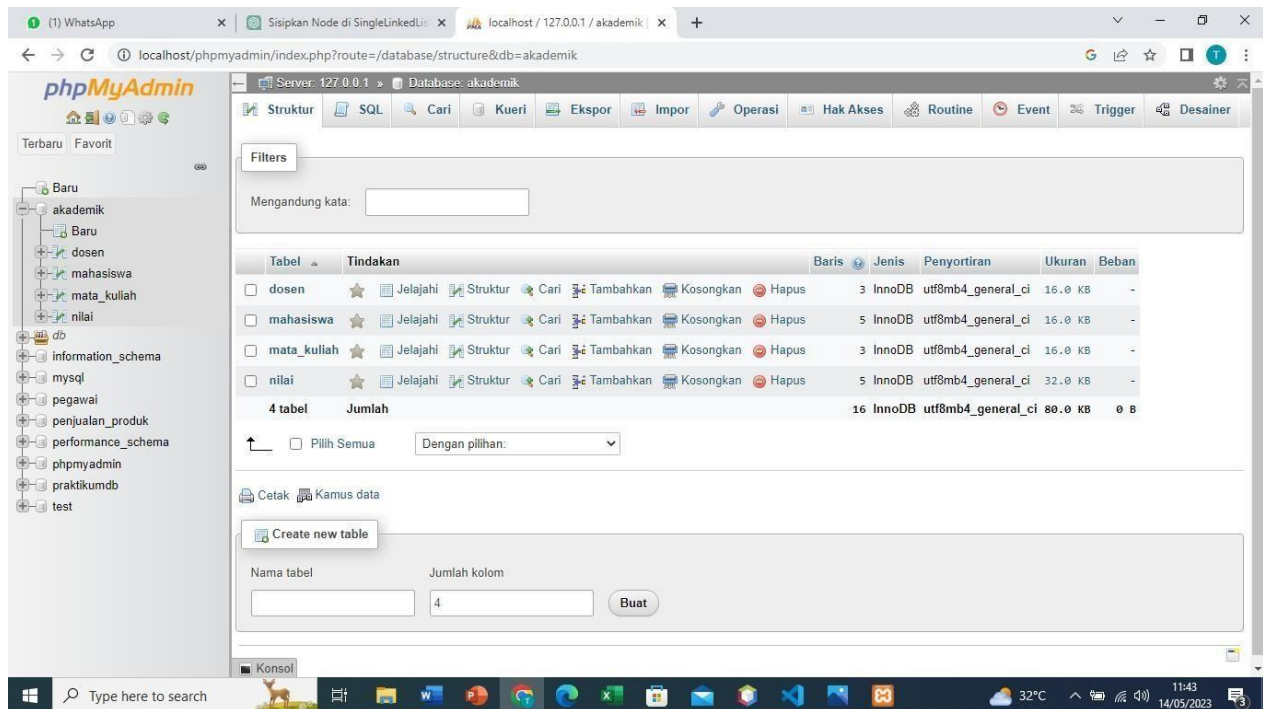 (1) WhatsApp
Sisipkan Node di SingleLinkedLis
localhost / 127.0.0.1 / akademik |
localhost/phpmyadmin/index.php?route=/database/structure&db=akademik
G
T
phpMyAdmin
Terbaru Favorit
Baru
akademik
Baru
dosen
mahasiswa
mata_kuliah
nilai
db
information_schema
mysql
pegawai
penjualan_produk
performance_schema
phpmyadmin
praktikumdb
test
Server: 127.0.0.1 » Database: akademik
Struktur SQL Cari Kueri Ekspor Impor Operasi Hak Akses Routine Event Trigger Desainer
Filters
Mengandung kata:
Tabel Tindakan Baris Jenis Penyortiran Ukuran Beban
dosen Jelajahi Struktur Cari Tambahkan Kosongkan Hapus 3 InnoDB utf8mb4_general_ci 16.0 KB -
mahasiswa Jelajahi Struktur Cari Tambahkan Kosongkan Hapus 5 InnoDB utf8mb4_general_ci 16.0 KB -
mata_kuliah Jelajahi Struktur Cari Tambahkan Kosongkan Hapus 3 InnoDB utf8mb4_general_ci 16.0 KB -
nilai Jelajahi Struktur Cari Tambahkan Kosongkan Hapus 5 InnoDB utf8mb4_general_ci 32.0 KB -
4 tabel Jumlah 16 InnoDB utf8mb4_general_ci 80.0 KB 0 B
Pilih Semua Dengan pilihan:
Cetak Kamus data
Create new table
Nama tabel Jumlah kolom
4 Buat
Konsol
Type here to search
32°C
11:43
14/05/2023
3